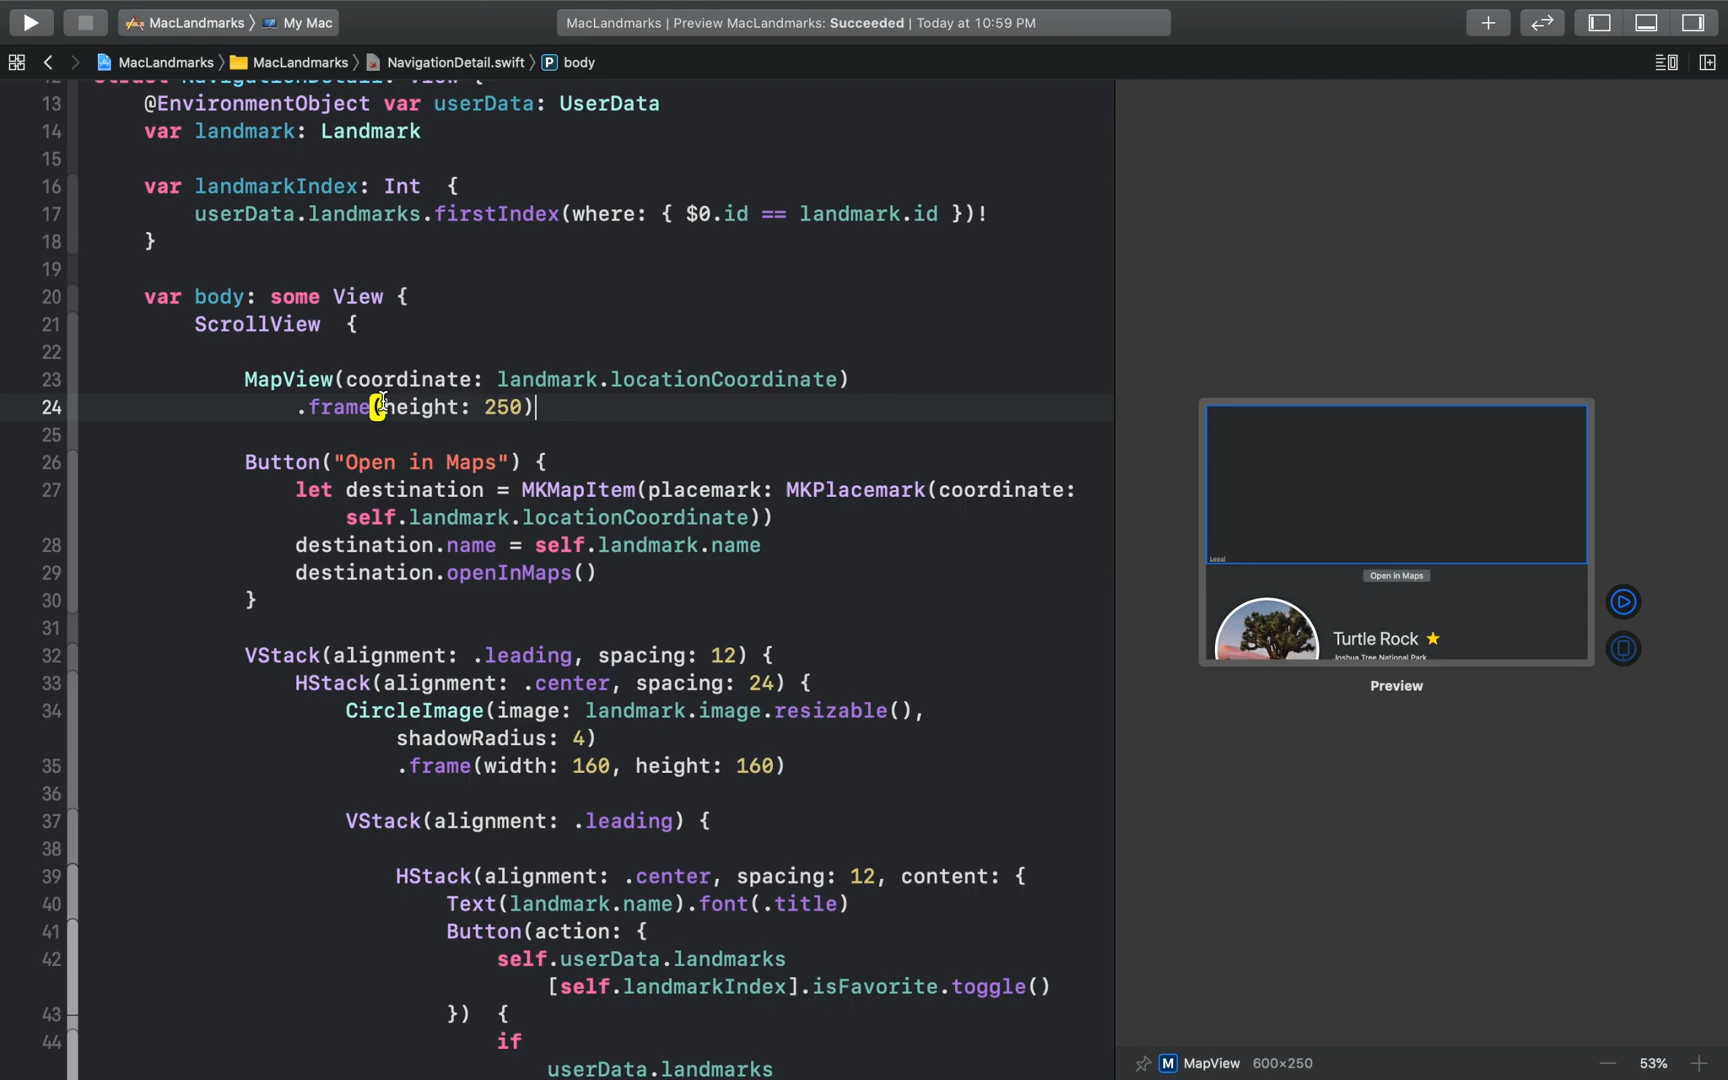 MacLandmarks 〉 My Mac
MacLandmarks | Preview MacLandmarks: Succeeded | Today at 10:59 PM
MacLandmarks 〉 MacLandmarks 〉 NavigationDetail.swift 〉 P body
12 struct NavigationDetail: View {
13 @EnvironmentObject var userData: UserData
14 var landmark: Landmark
15
16 var landmarkIndex: Int {
17 userData.landmarks.firstIndex(where: { $0.id == landmark.id })!
18 }
19
20 var body: some View {
21 ScrollView {
22
23 MapView(coordinate: landmark.locationCoordinate)
24 .frame(height: 250)
25
26 Button("Open in Maps") {
27 let destination = MKMapItem(placemark: MKPlacemark(coordinate:
self.landmark.locationCoordinate))
28 destination.name = self.landmark.name
29 destination.openInMaps()
30 }
31
32 VStack(alignment: .leading, spacing: 12) {
33 HStack(alignment: .center, spacing: 24) {
34 CircleImage(image: landmark.image.resizable(),
shadowRadius: 4)
35 .frame(width: 160, height: 160)
36
37 VStack(alignment: .leading) {
38
39 HStack(alignment: .center, spacing: 12, content: {
40 Text(landmark.name).font(.title)
41 Button(action: {
42 self.userData.landmarks
[self.landmarkIndex].isFavorite.toggle()
43 }) {
44 if
userData.landmarks
Legal
Open in Maps
Turtle Rock
Joshua Tree National Park
Preview
M MapView 600×250
53%